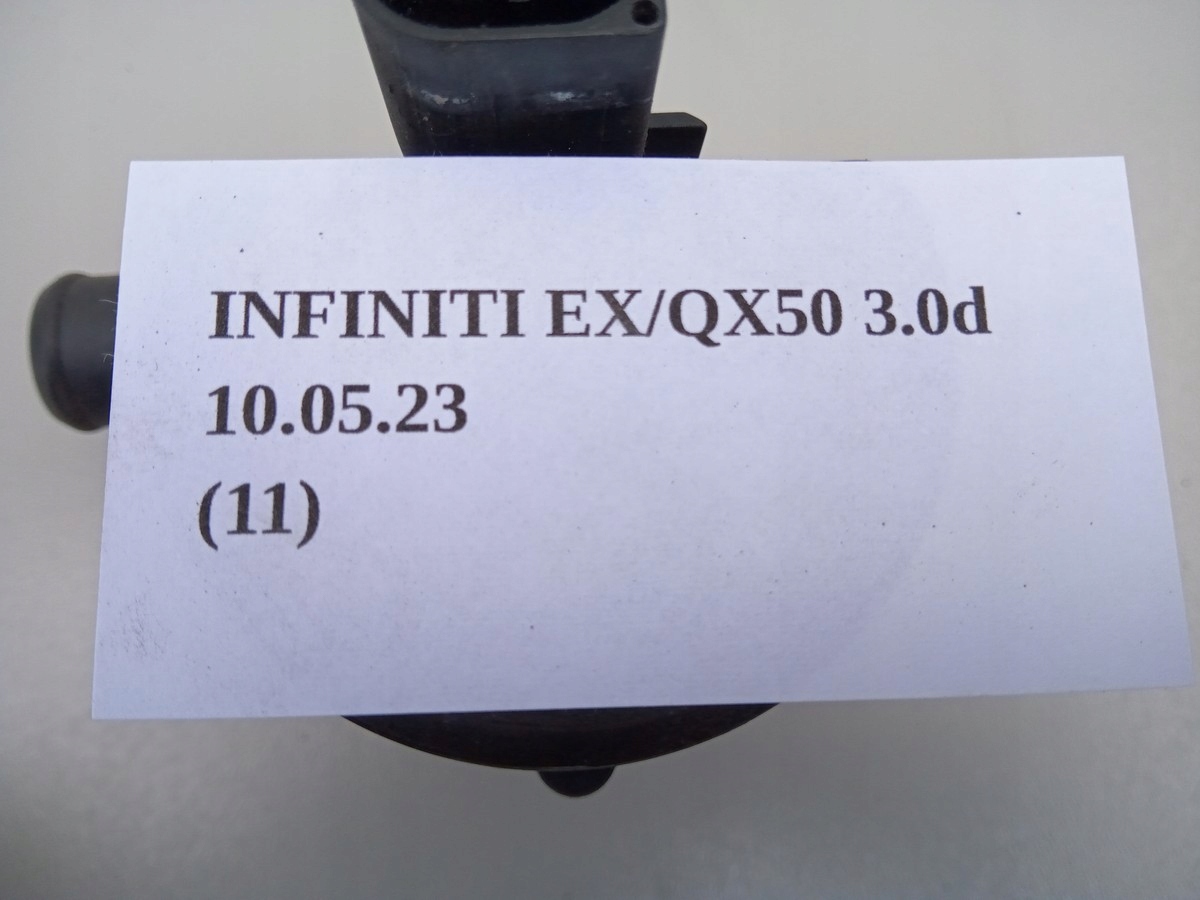 INFINITI EX/QX50 3.0d
10.05.23
(11)